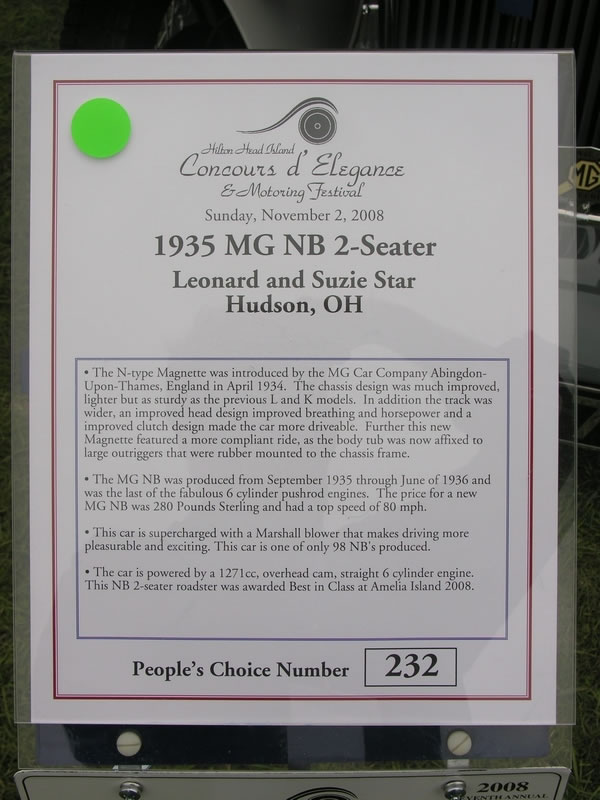 MG
Hilton Head Island
Concours d'Elegance
& Motoring Festival
Sunday, November 2, 2008
1935 MG NB 2-Seater
Leonard and Suzie Star
Hudson, OH
• The N-type Magnette was introduced by the MG Car Company Abingdon-
Upon-Thames, England in April 1934. The chassis design was much improved,
lighter but as sturdy as the previous L and K models. In addition the track was
wider, an improved head design improved breathing and horsepower and a
improved clutch design made the car more driveable. Further this new
Magnette featured a more compliant ride, as the body tub was now affixed to
large outriggers that were rubber mounted to the chassis frame.
• The MG NB was produced from September 1935 through June of 1936 and
was the last of the fabulous 6 cylinder pushrod engines. The price for a new
MG NB was 280 Pounds Sterling and had a top speed of 80 mph.
• This car is supercharged with a Marshall blower that makes driving more
pleasurable and exciting. This car is one of only 98 NB's produced.
• The car is powered by a 1271cc, overhead cam, straight 6 cylinder engine.
This NB 2-seater roadster was awarded Best in Class at Amelia Island 2008.
People's Choice Number 232
2008
ANNUAL